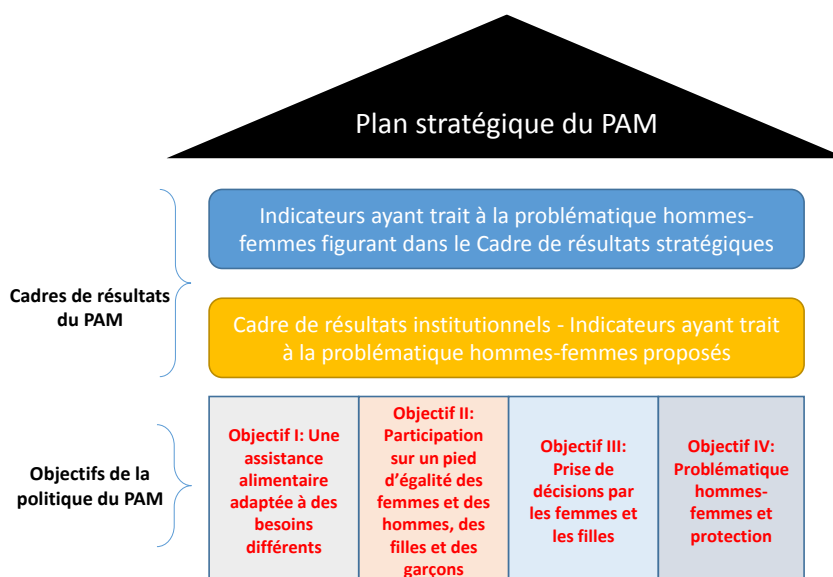 Plan stratégique du PAM
Indicateurs ayant trait à la problématique hommes-
femmes figurant dans le Cadre de résultats stratégiques
Cadres de résultats
du PAM
Cadre de résultats institutionnels - Indicateurs ayant trait
à la problématique hommes-femmes proposés
Objectifs de la
politique du PAM
Objectif I: Une
assistance
alimentaire
adaptée à des
besoins
différents
Objectif II:
Participation
sur un pied
d’égalité des
femmes et des
hommes, des
filles et des
garçons
Objectif III:
Prise de
décisions par
les femmes et
les filles
Objectif IV:
Problématique
hommes-
femmes et
protection